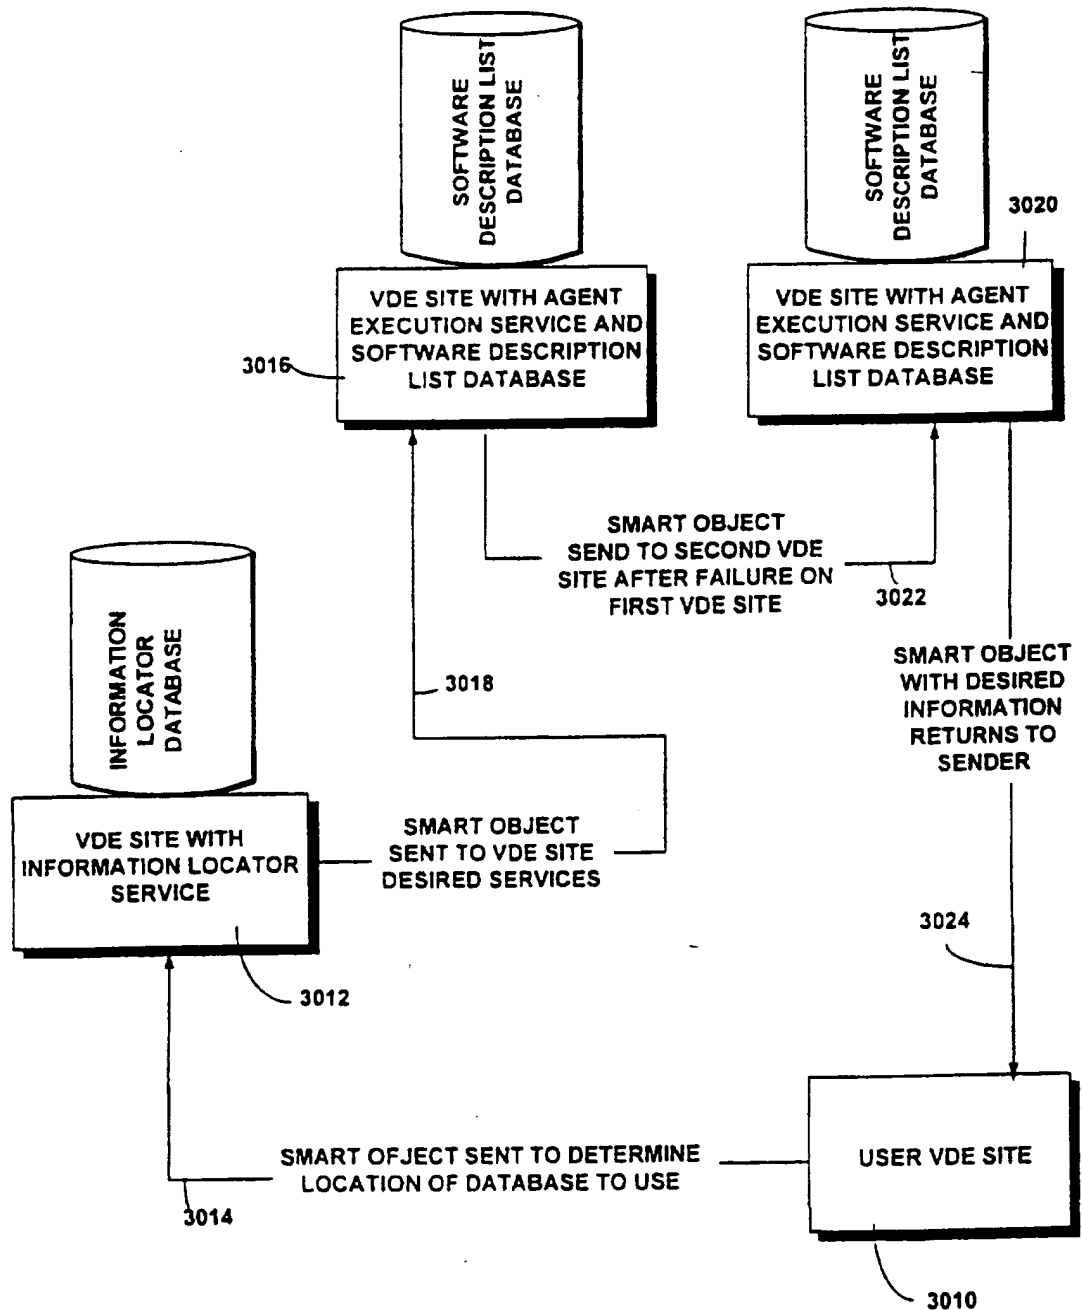 SOFTWARE
DESCRIPTION LIST
DATABASE
SOFTWARE
DESCRIPTION LIST
DATABASE
3020
VDE SITE WITH AGENT
EXECUTION SERVICE AND
SOFTWARE DESCRIPTION
LIST DATABASE
3016
VDE SITE WITH AGENT
EXECUTION SERVICE AND
SOFTWARE DESCRIPTION
LIST DATABASE
SMART OBJECT
SEND TO SECOND VDE
SITE AFTER FAILURE ON
FIRST VDE SITE
3022
INFORMATION
LOCATOR
DATABASE
3018
SMART OBJECT
WITH DESIRED
INFORMATION
RETURNS TO
SENDER
VDE SITE WITH
INFORMATION LOCATOR
SERVICE
SMART OBJECT
SENT TO VDE SITE
DESIRED SERVICES
3024
3012
SMART OFJECT SENT TO DETERMINE
LOCATION OF DATABASE TO USE
USER VDE SITE
3014
3010